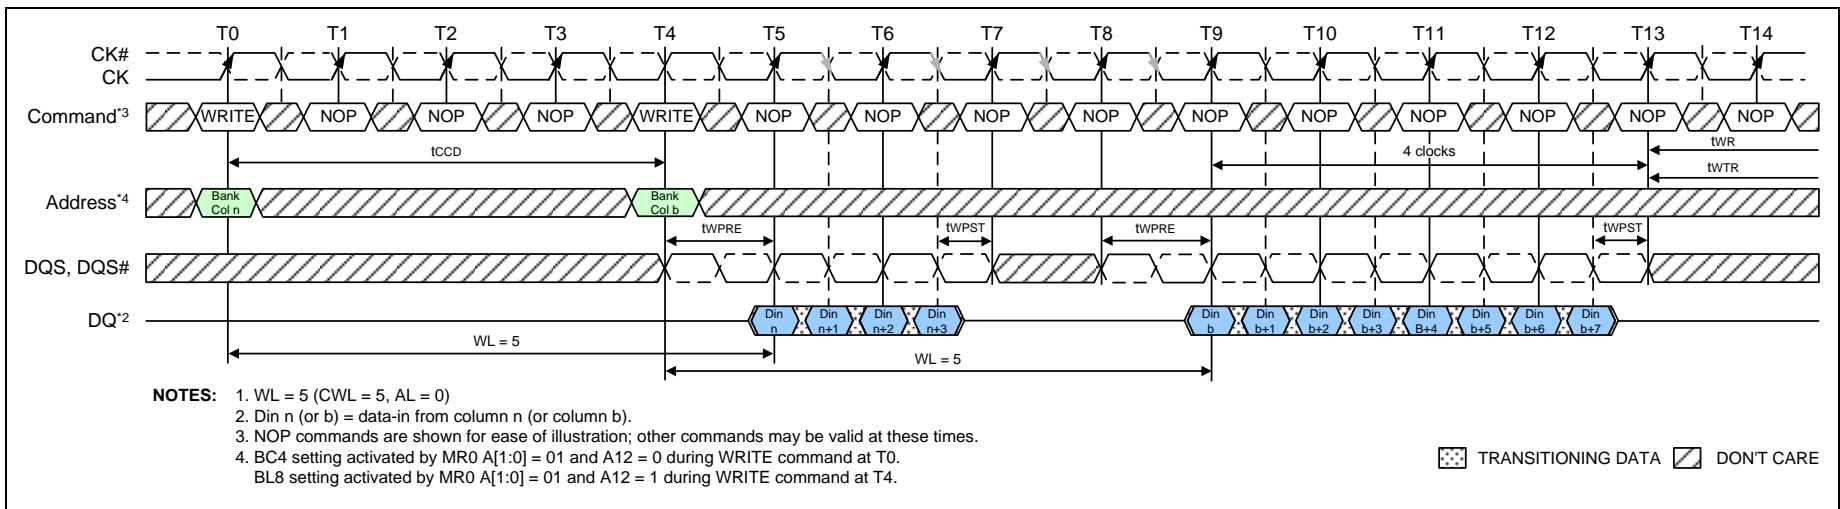 T0 T1 T2 T3 T4 T5 T6 T7 T8 T9 T10 T11 T12 T13 T14
CK#
CK
Command*3 WRITE NOP NOP NOP WRITE NOP NOP NOP NOP NOP NOP NOP NOP NOP NOP
tCCD 4 clocks tWR
tWTR
Address*4 Bank Col n Bank Col b
tWPRE tWPST tWPRE tWPST
DQS, DQS#
DQ*2 Din n Din n+1 Din n+2 Din n+3 Din b Din b+1 Din b+2 Din b+3 Din B+4 Din b+5 Din b+6 Din b+7
WL = 5
WL = 5
NOTES: 1. WL = 5 (CWL = 5, AL = 0)
2. Din n (or b) = data-in from column n (or column b).
3. NOP commands are shown for ease of illustration; other commands may be valid at these times.
4. BC4 setting activated by MR0 A[1:0] = 01 and A12 = 0 during WRITE command at T0.
BL8 setting activated by MR0 A[1:0] = 01 and A12 = 1 during WRITE command at T4.
TRANSITIONING DATA DON'T CARE